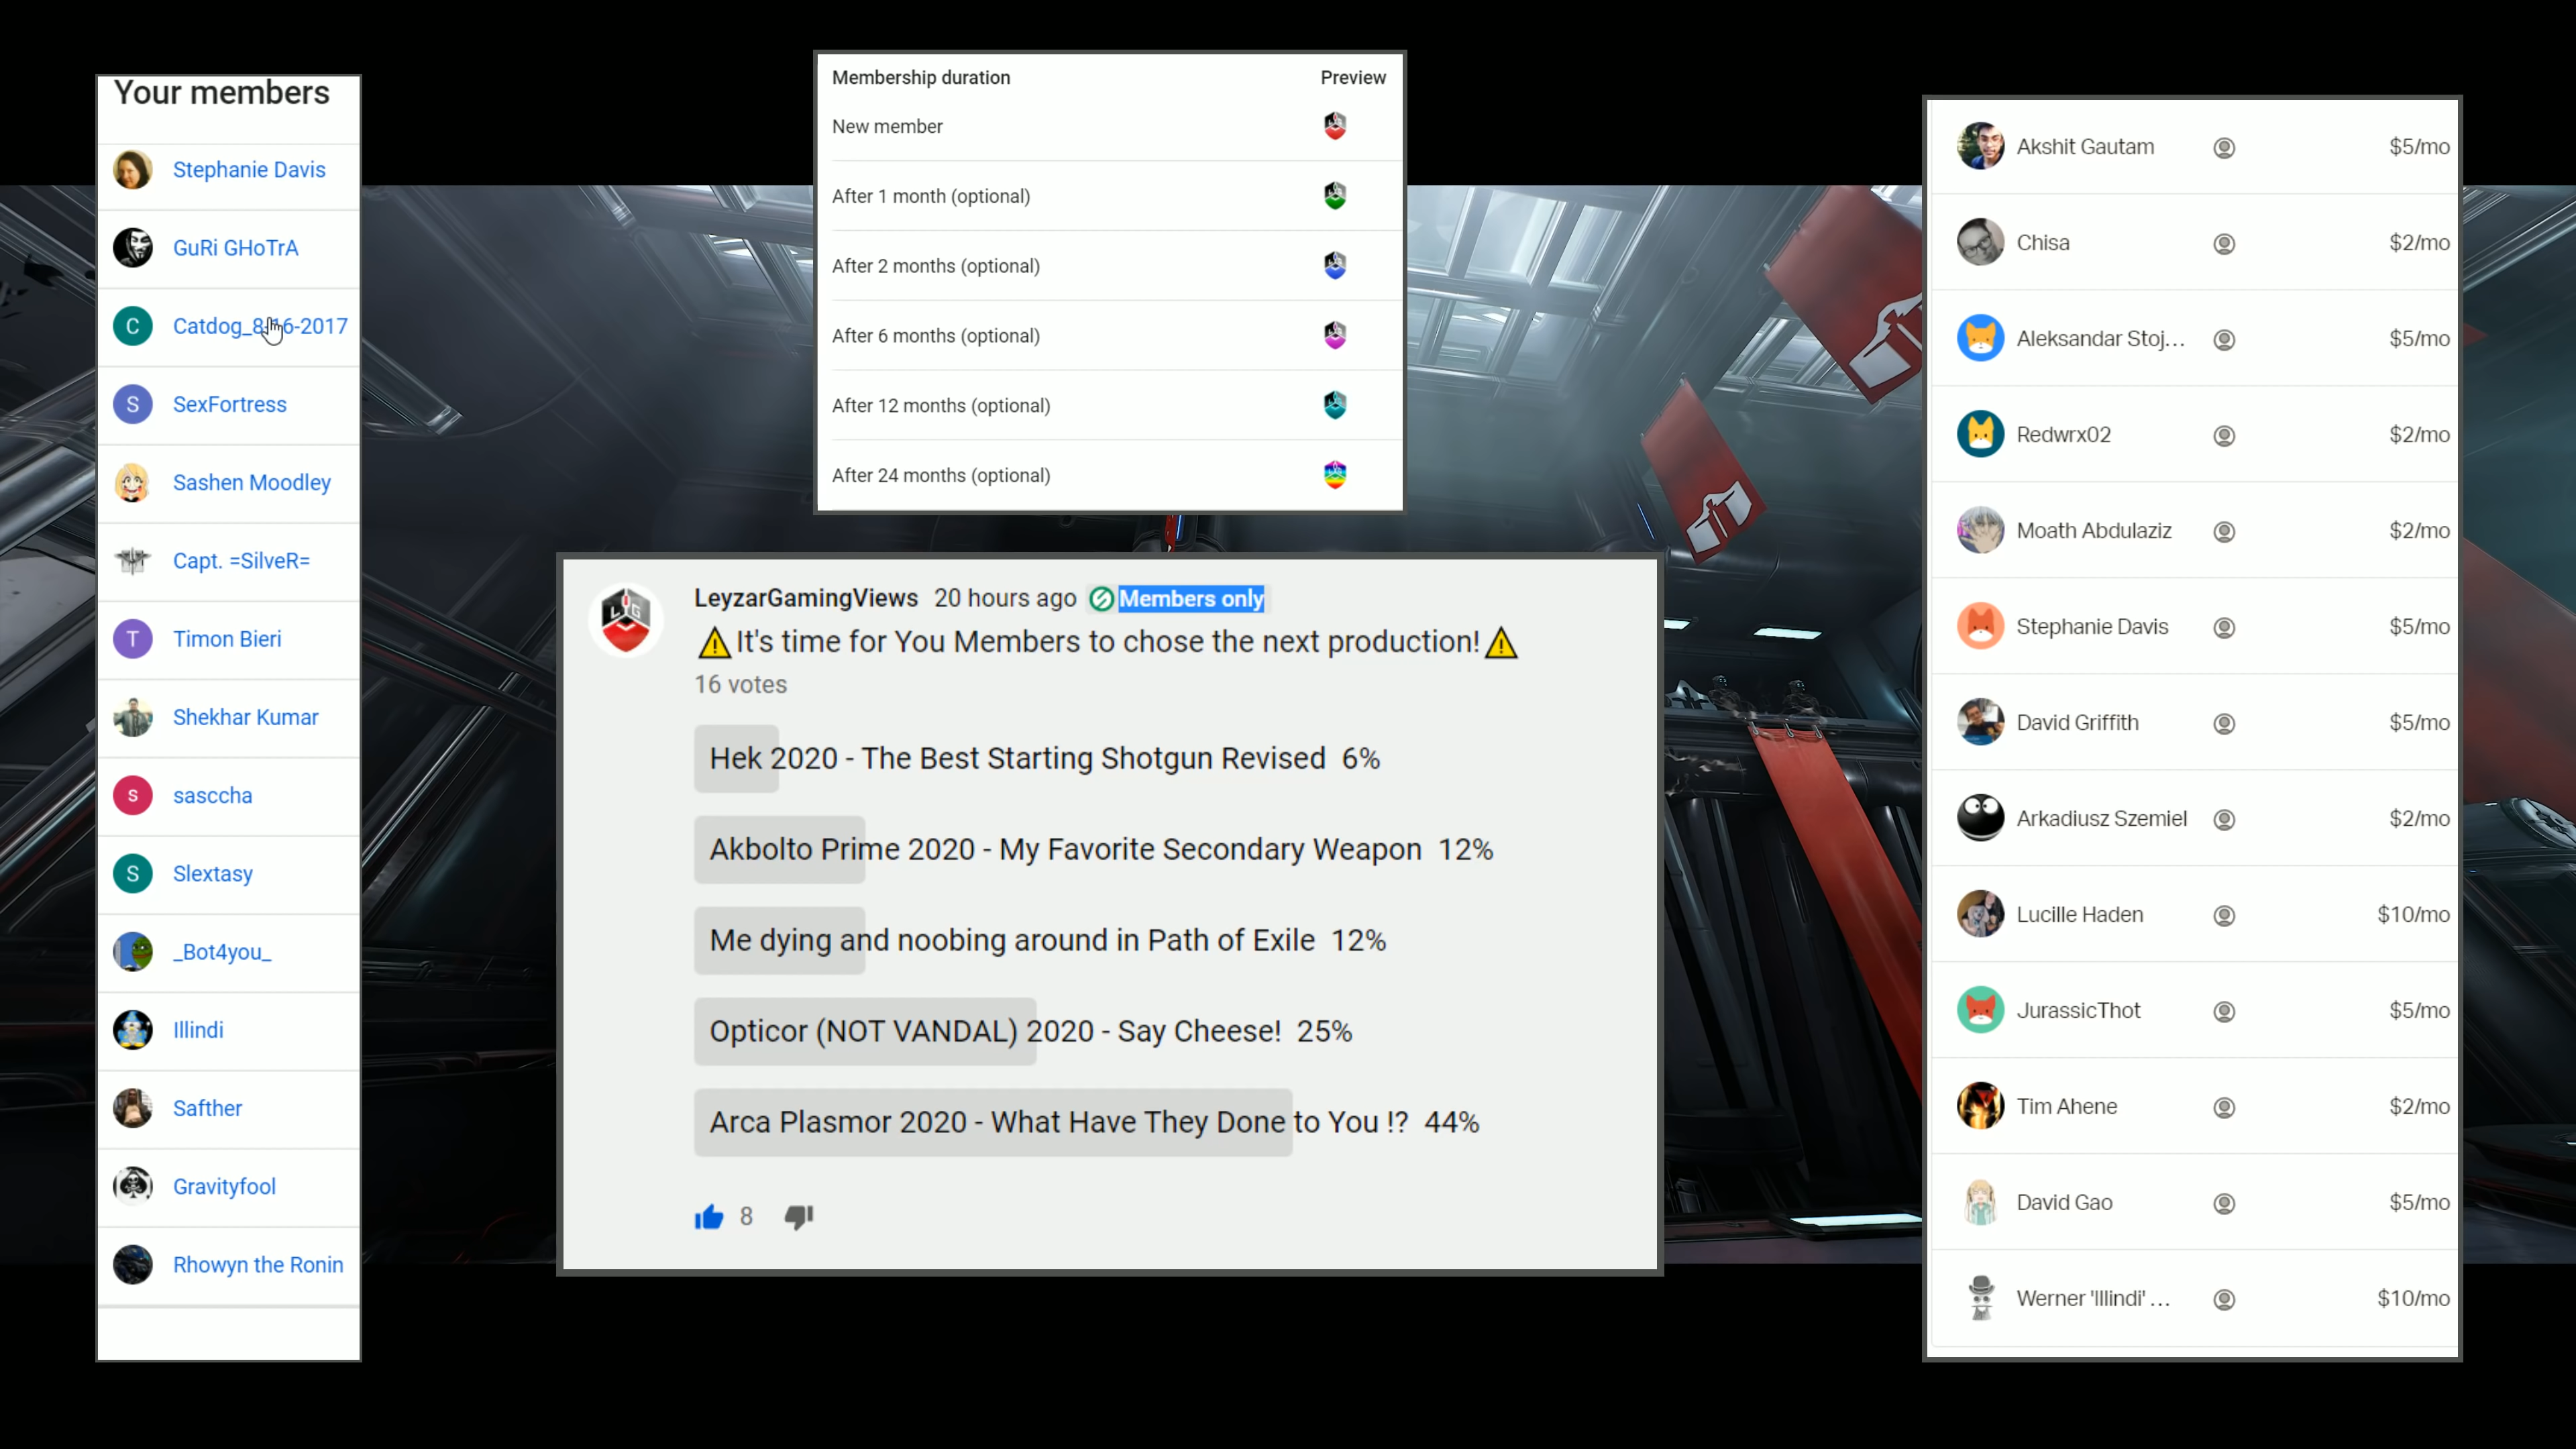 Your members
Stephanie Davis
GuRi GHoTrA
Catdog_8-16-2017
C
SexFortress
S
Sashen Moodley
Capt. =SilveR=
Timon Bieri
T
Shekhar Kumar
sasccha
s
Slextasy
S
_Bot4you_
Illindi
Safther
Gravityfool
Rhowyn the Ronin
Membership duration Preview
New member
After 1 month (optional)
After 2 months (optional)
After 6 months (optional)
After 12 months (optional)
After 24 months (optional)
LeyzarGamingViews 20 hours ago Members only
LG
⚠It's time for You Members to chose the next production!⚠
16 votes
Hek 2020 - The Best Starting Shotgun Revised 6%
Akbolto Prime 2020 - My Favorite Secondary Weapon 12%
Me dying and noobing around in Path of Exile 12%
Opticor (NOT VANDAL) 2020 - Say Cheese! 25%
Arca Plasmor 2020 - What Have They Done to You !? 44%
8
Akshit Gautam $5/mo
Chisa $2/mo
Aleksandar Stoj... $5/mo
Redwrx02 $2/mo
Moath Abdulaziz $2/mo
Stephanie Davis $5/mo
David Griffith $5/mo
Arkadiusz Szemiel $2/mo
Lucille Haden $10/mo
JurassicThot $5/mo
Tim Ahene $2/mo
David Gao $5/mo
Werner 'Illindi' ... $10/mo